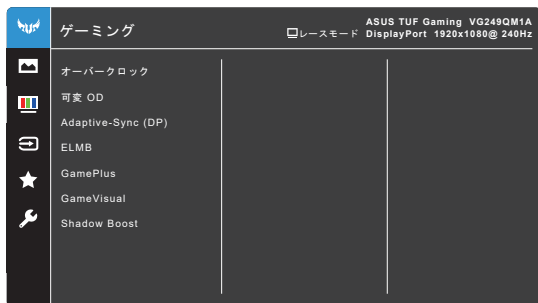 ゲーミング
レースモード
ASUS TUF Gaming VG249QM1A
DisplayPort 1920x1080@ 240Hz
オーバークロック
可変 OD
Adaptive-Sync (DP)
ELMB
GamePlus
GameVisual
Shadow Boost